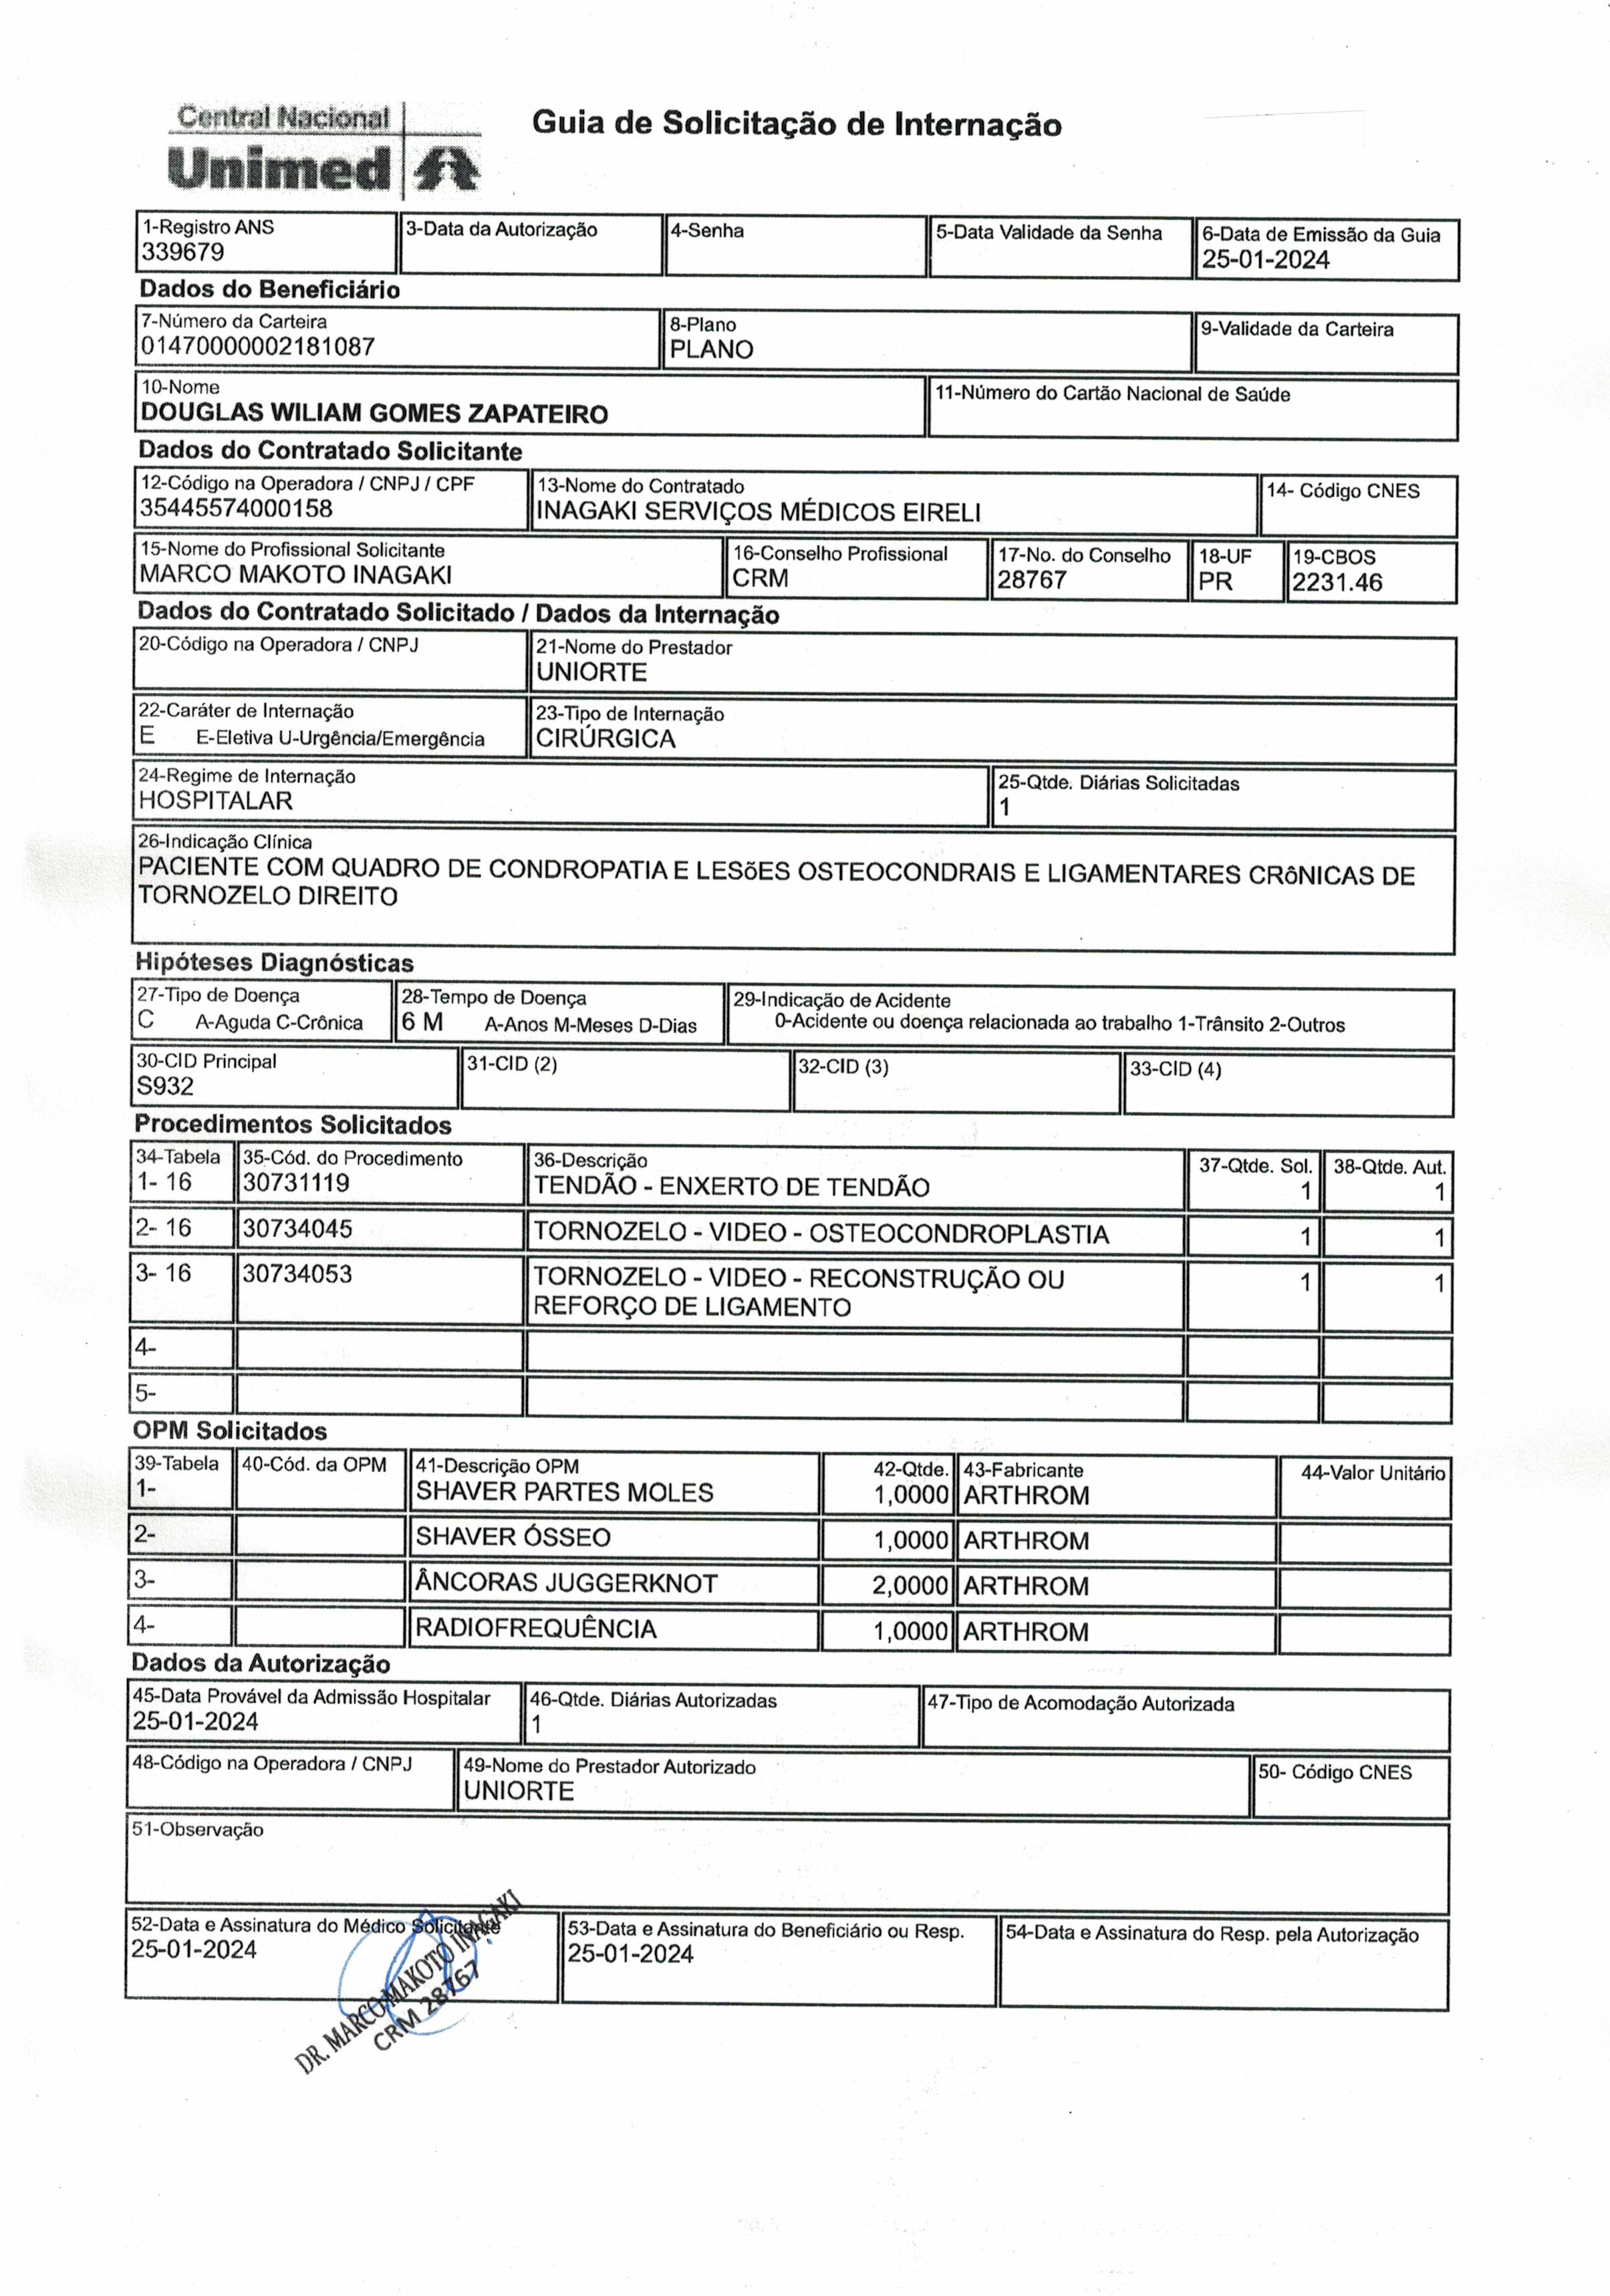 Central Nacional
Unimed
Guia de Solicitação de Internação
1-Registro ANS
339679
3-Data da Autorização
4-Senha
5-Data Validade da Senha
6-Data de Emissão da Guia
25-01-2024
Dados do Beneficiário
7-Número da Carteira
01470000002181087
8-Plano
PLANO
9-Validade da Carteira
10-Nome
DOUGLAS WILIAM GOMES ZAPATEIRO
11-Número do Cartão Nacional de Saúde
Dados do Contratado Solicitante
12-Código na Operadora / CNPJ / CPF
35445574000158
13-Nome do Contratado
INAGAKI SERVIÇOS MÉDICOS EIRELI
14- Código CNES
15-Nome do Profissional Solicitante
MARCO MAKOTO INAGAKI
16-Conselho Profissional
CRM
17-No. do Conselho
28767
18-UF
PR
19-CBOS
2231.46
Dados do Contratado Solicitado / Dados da Internação
20-Código na Operadora / CNPJ
21-Nome do Prestador
UNIORTE
22-Caráter de Internação
E E-Eletiva U-Urgência/Emergência
23-Tipo de Internação
CIRÚRGICA
24-Regime de Internação
HOSPITALAR
25-Qtde. Diárias Solicitadas
1
26-Indicação Clínica
PACIENTE COM QUADRO DE CONDROPATIA E LESõES OSTEOCONDRAIS E LIGAMENTARES CRôNICAS DE
TORNOZELO DIREITO
Hipóteses Diagnósticas
27-Tipo de Doença
C A-Aguda C-Crônica
28-Tempo de Doença
6 M A-Anos M-Meses D-Dias
29-Indicação de Acidente
0-Acidente ou doença relacionada ao trabalho 1-Trânsito 2-Outros
30-CID Principal
S932
31-CID (2)
32-CID (3)
33-CID (4)
Procedimentos Solicitados
34-Tabela 35-Cód. do Procedimento 36-Descrição 37-Qtde. Sol. 38-Qtde. Aut.
1- 16 30731119 TENDÃO - ENXERTO DE TENDÃO 1 1
2- 16 30734045 TORNOZELO - VIDEO - OSTEOCONDROPLASTIA 1 1
3- 16 30734053 TORNOZELO - VIDEO - RECONSTRUÇÃO OU 1 1
REFORÇO DE LIGAMENTO
4-
5-
OPM Solicitados
39-Tabela 40-Cód. da OPM 41-Descrição OPM 42-Qtde. 43-Fabricante 44-Valor Unitário
1- SHAVER PARTES MOLES 1,0000 ARTHROM
2- SHAVER ÓSSEO 1,0000 ARTHROM
3- ÂNCORAS JUGGERKNOT 2,0000 ARTHROM
4- RADIOFREQUÊNCIA 1,0000 ARTHROM
Dados da Autorização
45-Data Provável da Admissão Hospitalar
25-01-2024
46-Qtde. Diárias Autorizadas
1
47-Tipo de Acomodação Autorizada
48-Código na Operadora / CNPJ
49-Nome do Prestador Autorizado
UNIORTE
50- Código CNES
51-Observação
52-Data e Assinatura do Médico Solicitante
25-01-2024
53-Data e Assinatura do Beneficiário ou Resp.
25-01-2024
54-Data e Assinatura do Resp. pela Autorização
DR. MARCO MAKOTO INAGAKI
CRM 28767